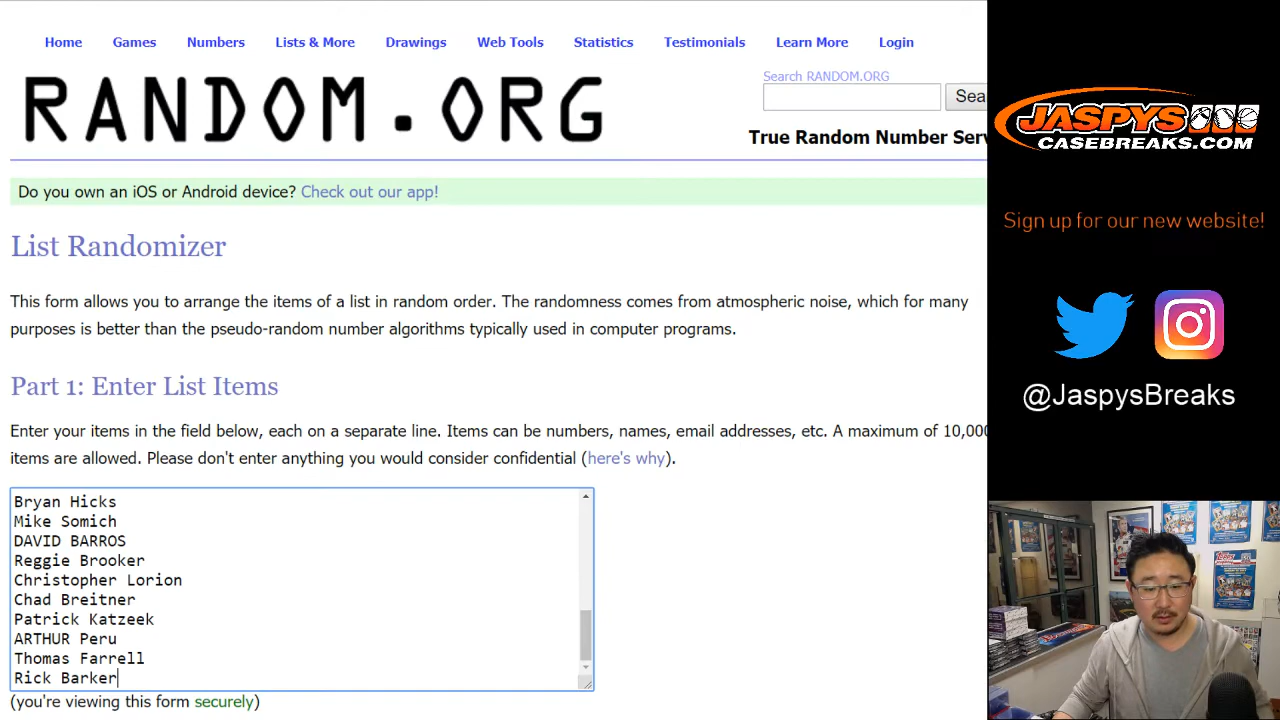 Home Games Numbers Lists & More Drawings Web Tools Statistics Testimonials Learn More Login
RANDOM.ORG
Search RANDOM.ORG
Sea
True Random Number Serv
Do you own an iOS or Android device? Check out our app!
List Randomizer
This form allows you to arrange the items of a list in random order. The randomness comes from atmospheric noise, which for many
purposes is better than the pseudo-random number algorithms typically used in computer programs.
Part 1: Enter List Items
Enter your items in the field below, each on a separate line. Items can be numbers, names, email addresses, etc. A maximum of 10,000
items are allowed. Please don't enter anything you would consider confidential (here's why).
Bryan Hicks
Mike Somich
DAVID BARROS
Reggie Brooker
Christopher Lorion
Chad Breitner
Patrick Katzeek
ARTHUR Peru
Thomas Farrell
Rick Barker
(you're viewing this form securely)
JASPYS
CASEBREAKS.COM
Sign up for our new website!
@JaspysBreaks